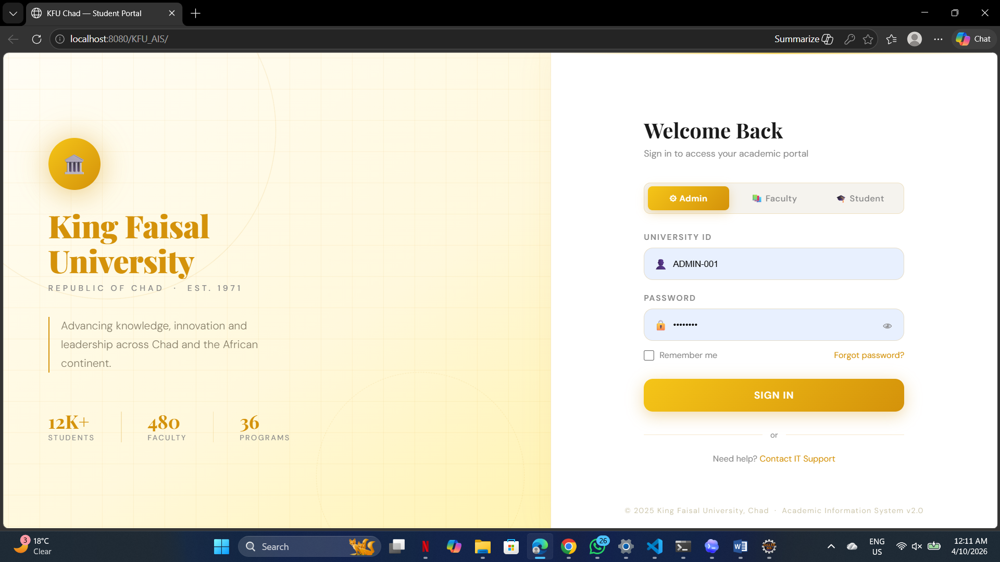 KFU Chad — Student Portal
localhost:8080/KFU_AIS/
Summarize
Chat
King Faisal
University
REPUBLIC OF CHAD · EST. 1971
Advancing knowledge, innovation and
leadership across Chad and the African
continent.
12K+
STUDENTS
480
FACULTY
36
PROGRAMS
Welcome Back
Sign in to access your academic portal
Admin
Faculty
Student
UNIVERSITY ID
ADMIN-001
PASSWORD
••••••••
Remember me
Forgot password?
SIGN IN
or
Need help? Contact IT Support
© 2025 King Faisal University, Chad · Academic Information System v2.0
3
18°C
Clear
Search
N
26
W
Java EE
IDE
ENG
US
12:11 AM
4/10/2026